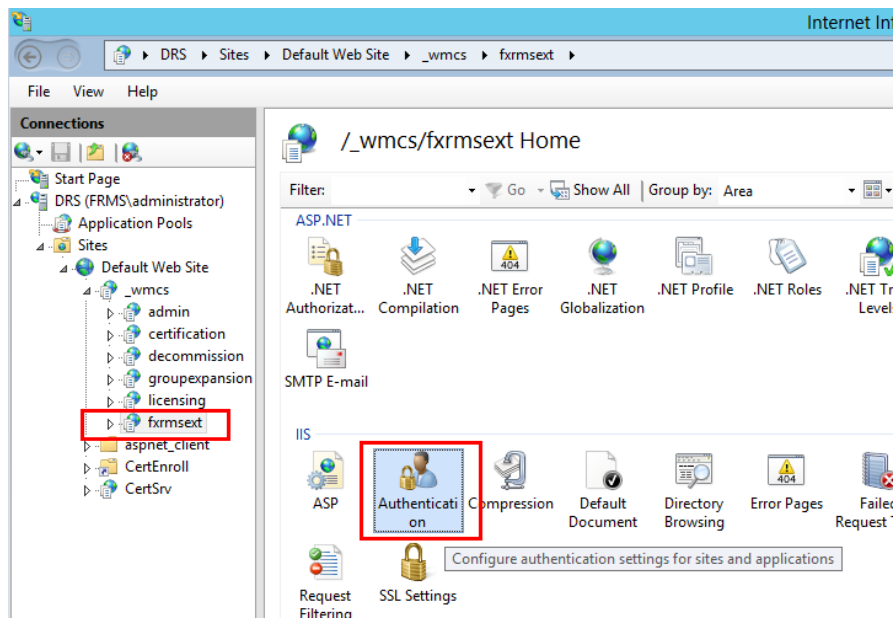 Internet Inf
DRS Sites Default Web Site _wmcs fxrmsext
File View Help
Connections
Start Page
DRS (FRMS\administrator)
Application Pools
Sites
Default Web Site
_wmcs
admin
certification
decommission
groupexpansion
licensing
fxrmsext
aspnet_client
CertEnroll
CertSrv
/_wmcs/fxrmsext Home
Filter: Go Show All Group by: Area
ASP.NET
.NET .NET .NET Error .NET .NET Profile .NET Roles .NET Tr
Authorizat... Compilation Pages Globalization Level
404
SMTP E-mail
IIS
404
ASP Authenticati Compression Default Directory Error Pages Failed
on Document Browsing Request T
Configure authentication settings for sites and applications
Request SSL Settings
Filtering